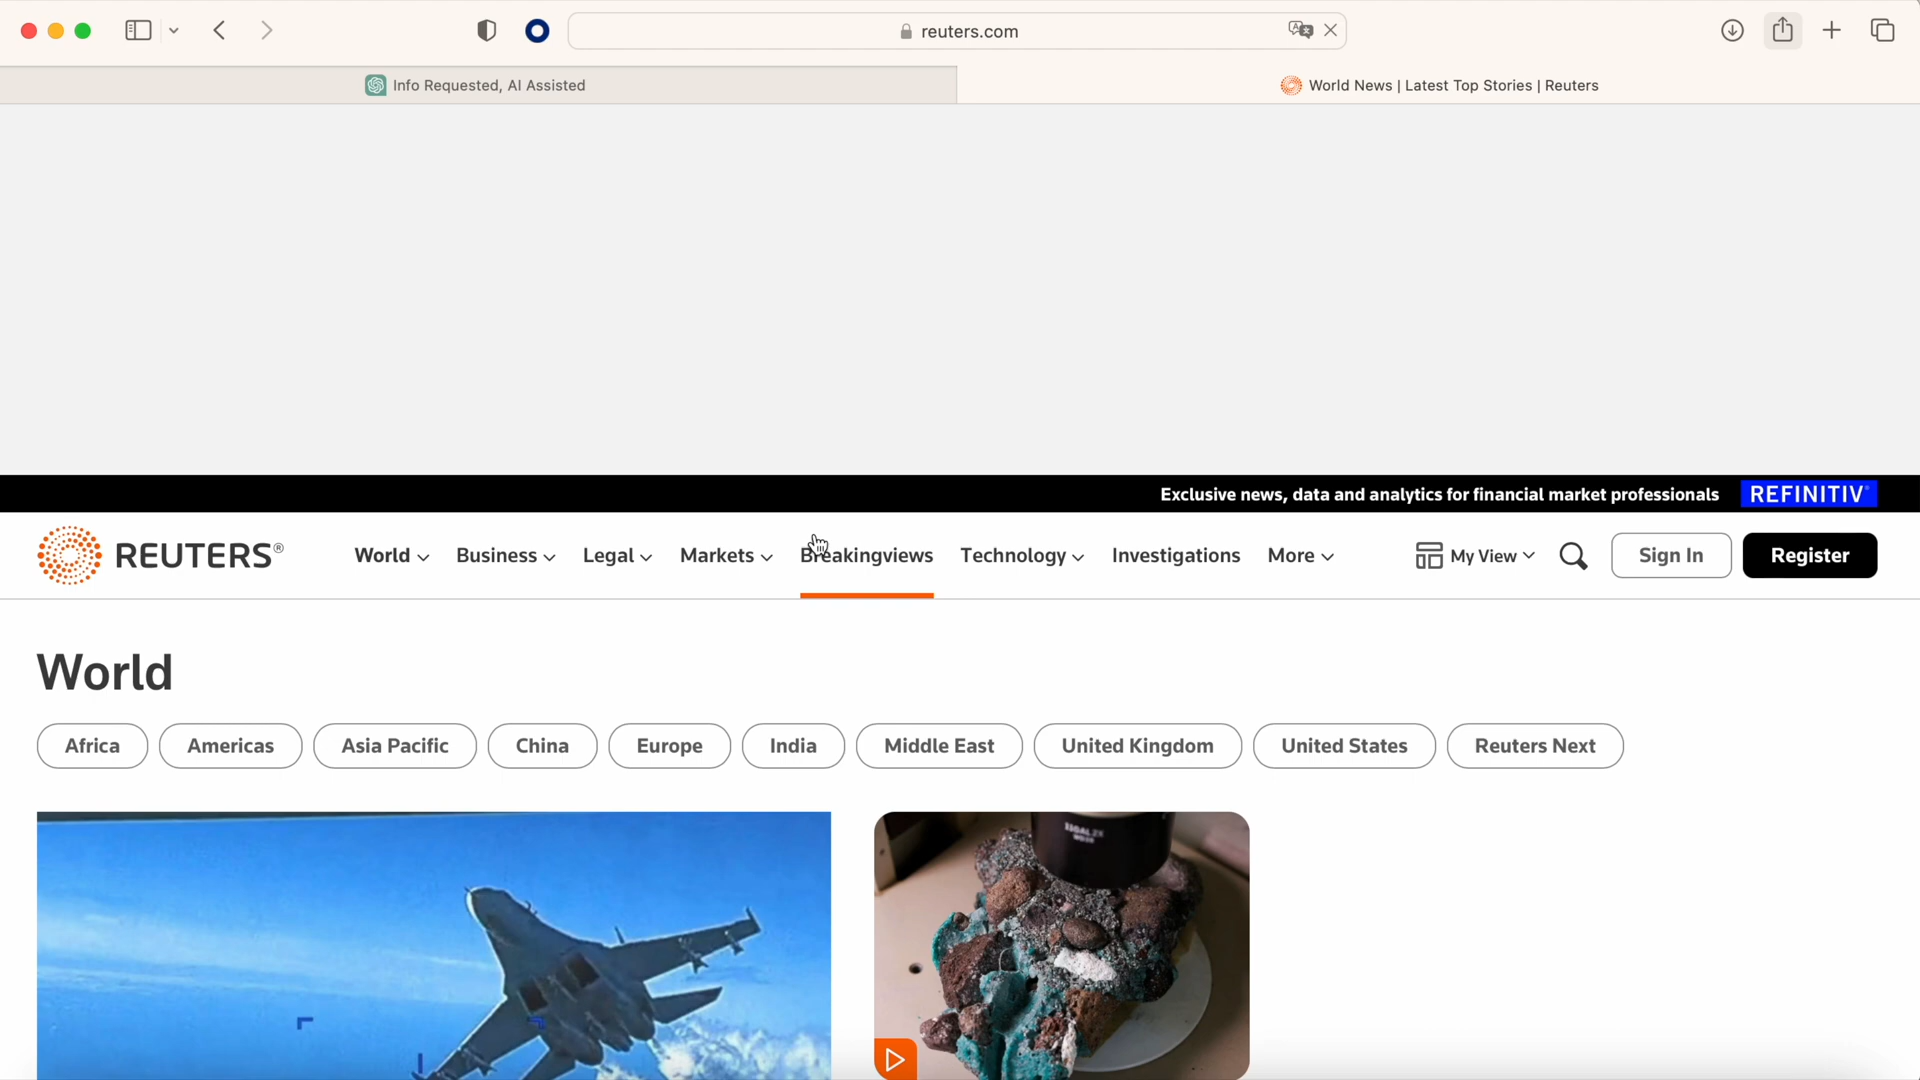 reuters.com
Info Requested, AI Assisted
World News | Latest Top Stories | Reuters
Exclusive news, data and analytics for financial market professionals REFINITIV
REUTERS® World Business Legal Markets Breakingviews Technology Investigations More My View Sign In Register
World
Africa Americas Asia Pacific China Europe India Middle East United Kingdom United States Reuters Next